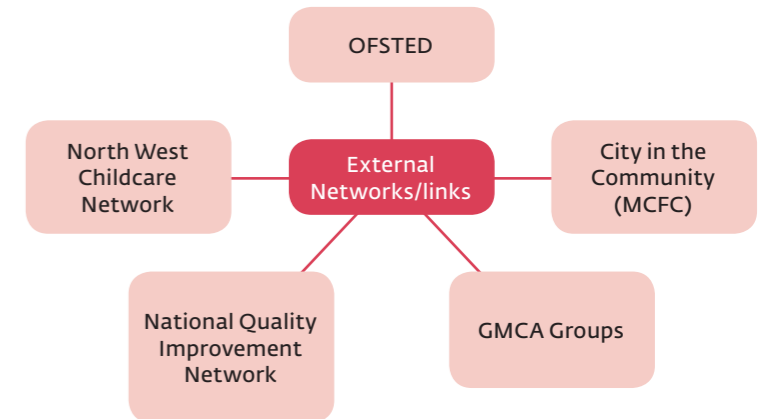 OFSTED
North West
Childcare
Network
External
Networks/links
City in the
Community
(MCFC)
National Quality
Improvement
Network
GMCA Groups